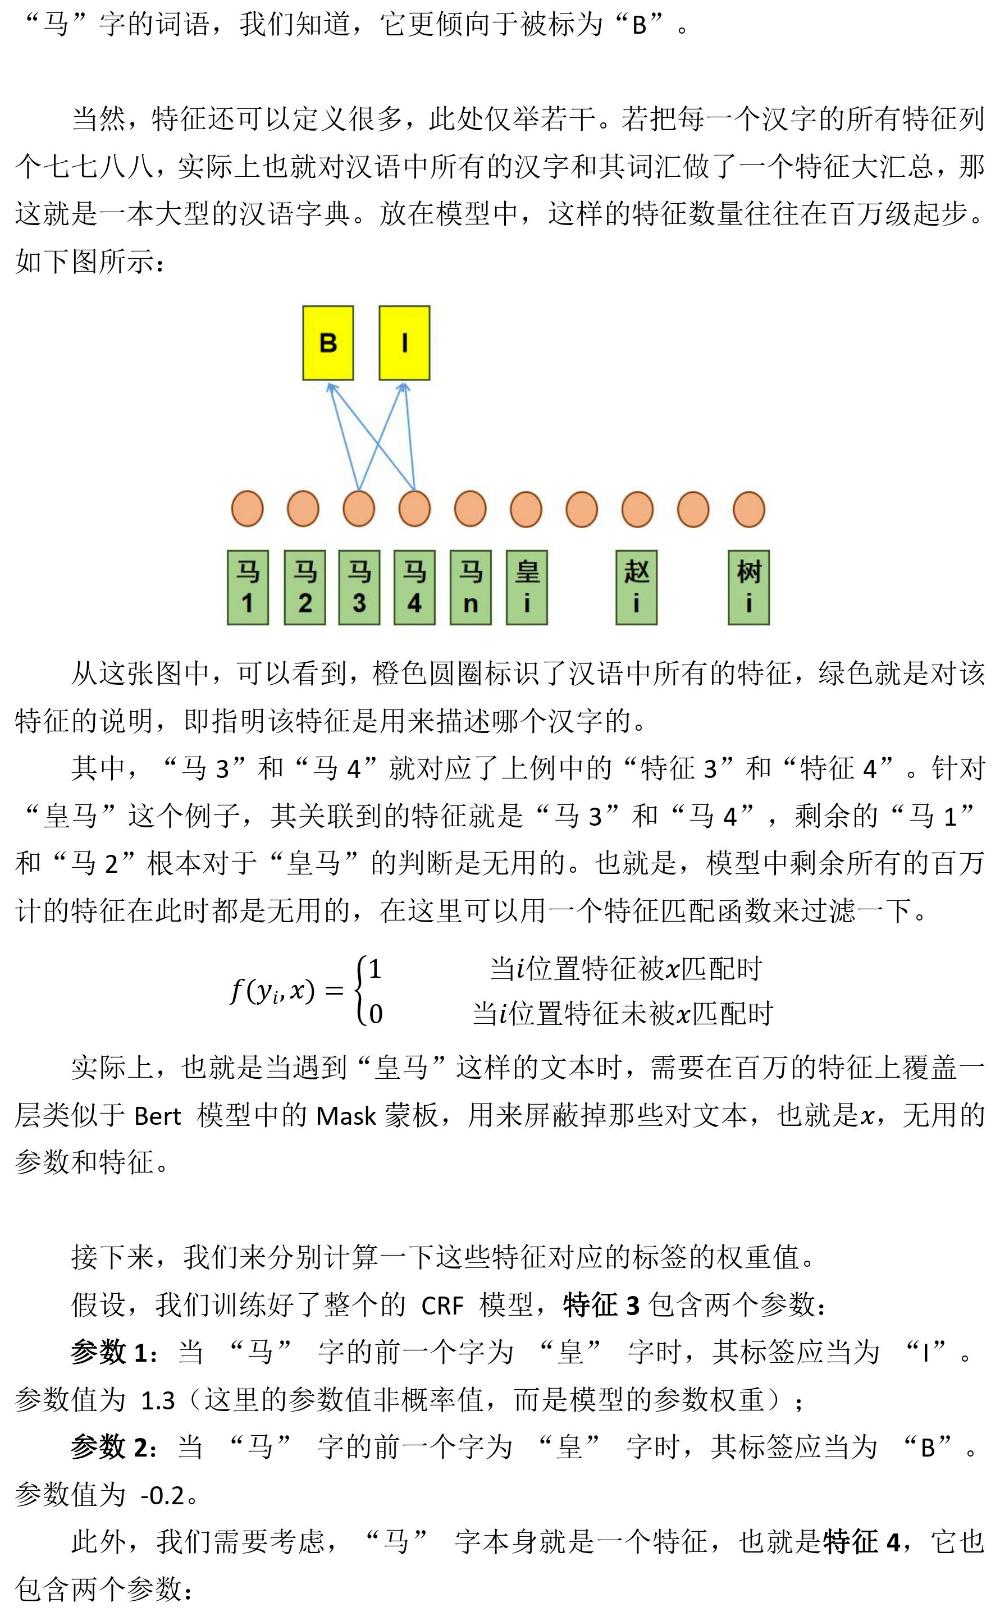 “马”字的词语，我们知道，它更倾向于被标为“B”。
当然，特征还可以定义很多，此处仅举若干。若把每一个汉字的所有特征列
个七七八八，实际上也就对汉语中所有的汉字和其词汇做了一个特征大汇总，那
这就是一本大型的汉语字典。放在模型中，这样的特征数量往往在百万级起步。
如下图所示：
B I
马 马 马 马 马 皇 赵 树
1 2 3 4 n i i i
从这张图中，可以看到，橙色圆圈标识了汉语中所有的特征，绿色就是对该
特征的说明，即指明该特征是用来描述哪个汉字的。
其中，“马 3”和“马 4”就对应了上例中的“特征 3”和“特征 4”。针对
“皇马”这个例子，其关联到的特征就是“马 3”和“马 4”，剩余的“马 1”
和“马 2”根本对于“皇马”的判断是无用的。也就是，模型中剩余所有的百万
计的特征在此时都是无用的，在这里可以用一个特征匹配函数来过滤一下。
f(yᵢ, x) = {1 当i位置特征被x匹配时
0 当i位置特征未被x匹配时
实际上，也就是当遇到“皇马”这样的文本时，需要在百万的特征上覆盖一
层类似于 Bert 模型中的 Mask 蒙板，用来屏蔽掉那些对文本，也就是x，无用的
参数和特征。
接下来，我们来分别计算一下这些特征对应的标签的权重值。
假设，我们训练好了整个的 CRF 模型，特征 3 包含两个参数：
参数 1：当 “马” 字的前一个字为 “皇” 字时，其标签应当为 “I”。
参数值为 1.3（这里的参数值非概率值，而是模型的参数权重）；
参数 2：当 “马” 字的前一个字为 “皇” 字时，其标签应当为 “B”。
参数值为 -0.2。
此外，我们需要考虑，“马” 字本身就是一个特征，也就是特征 4，它也
包含两个参数：